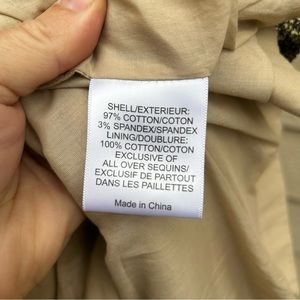 SHELL/EXTERIEUR:
97% COTTON/COTON
3% SPANDEX/SPANDEX
LINING/DOUBLURE:
100% COTTON/COTON
EXCLUSIVE OF
ALL OVER SEQUINS/
EXCLUSIF DE PARTOUT
DANS LES PAILLETTES
Made in China